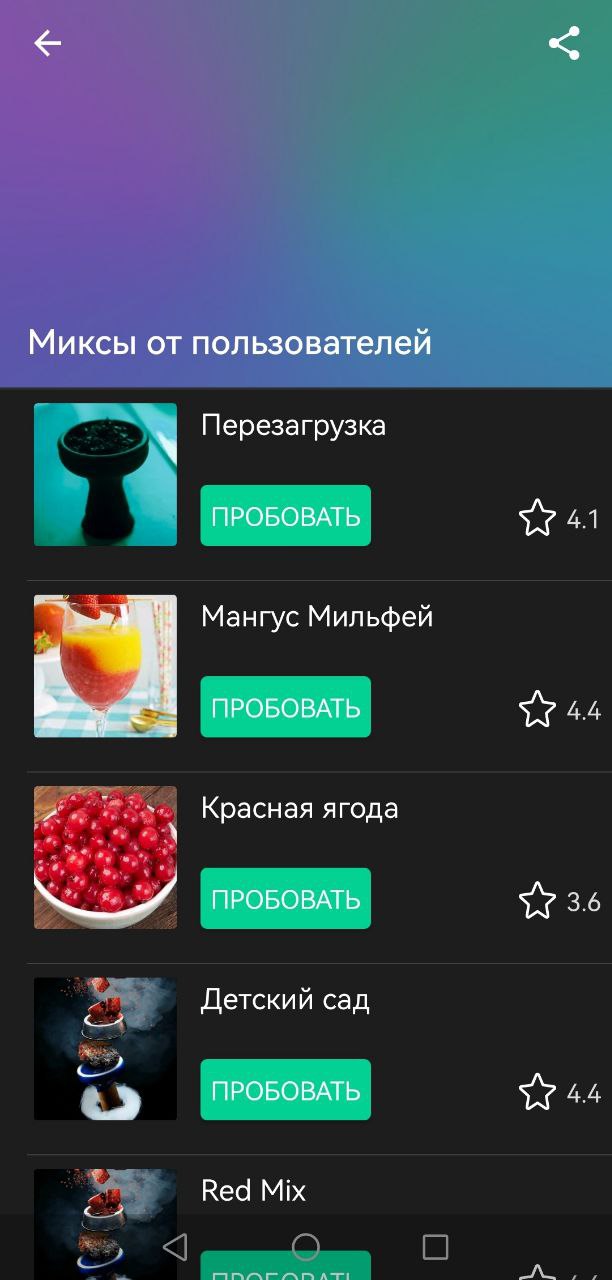 Миксы от пользователей
Перезагрузка
ПРОБОВАТЬ
4.1
Мангус Мильфей
ПРОБОВАТЬ
4.4
Красная ягода
ПРОБОВАТЬ
3.6
Детский сад
ПРОБОВАТЬ
4.4
Red Mix